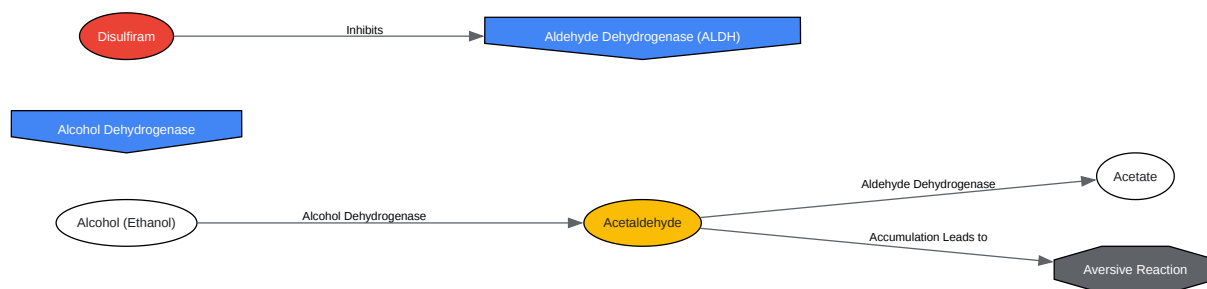 Disulfiram
Inhibits
Aldehyde Dehydrogenase (ALDH)
Alcohol Dehydrogenase
Alcohol (Ethanol)
Alcohol Dehydrogenase
Acetaldehyde
Aldehyde Dehydrogenase
Acetate
Accumulation Leads to
Aversive Reaction